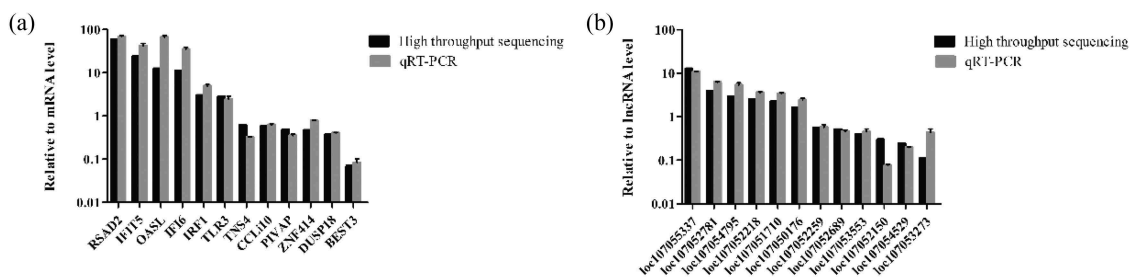 (a)
100
10
1
0.1
0.01
Relative to mRNA level
High throughput sequencing
qRT-PCR
RSAD2
IFIT5
OASL
IFI6
IRF1
TLR3
TNS4
CCLi10
PIVAP
ZNF414
DUSP18
BEST3
(b)
100
10
1
0.1
0.01
Relative to lncRNA level
High throughput sequencing
qRT-PCR
loc107055337
loc107052781
loc107054795
loc107052218
loc107051710
loc107050176
loc107052259
loc107052689
loc107053553
loc107052150
loc107054529
loc107053273